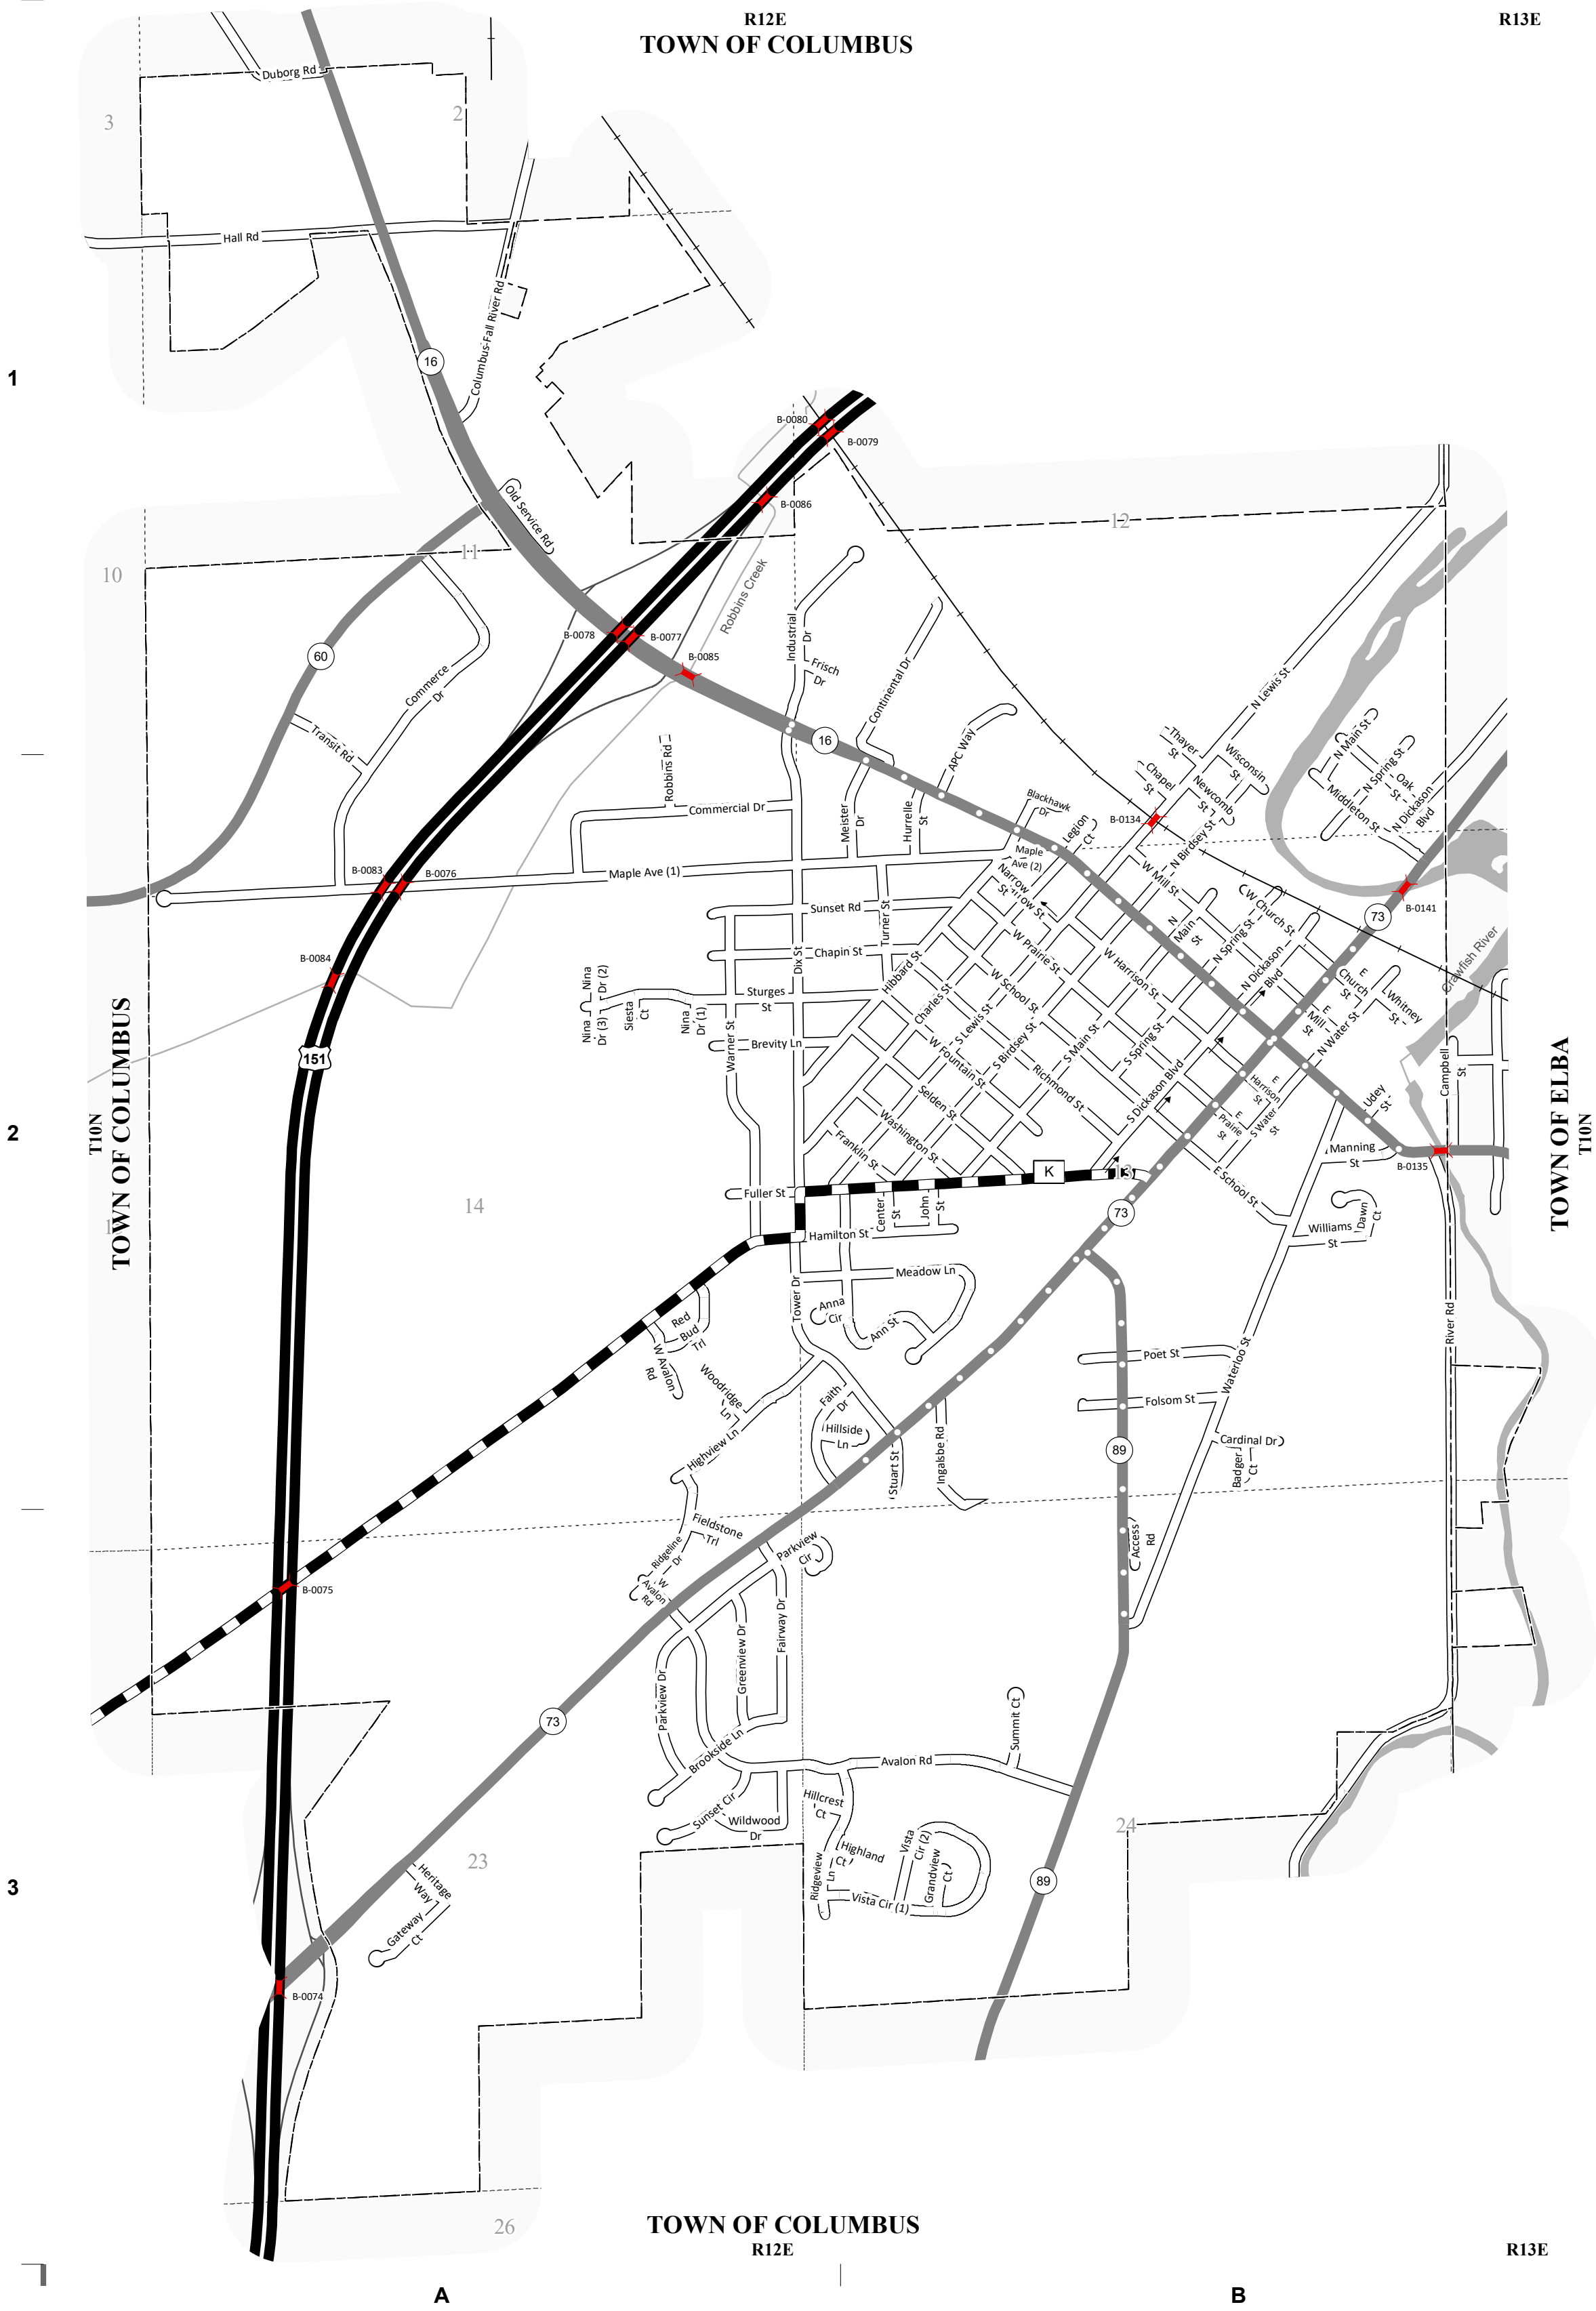 R12E
R13E
TOWN OF COLUMBUS
Duborg Rd
3
2
Hall Rd
Columbus-Fall River Rd
16
1
B-0080
B-0079
B-0086
Old Service Rd
12
11
10
Robbins Creek
B-0078
B-0077
B-0085
60
Industrial
Dr
Frisch
Dr
Continental Dr
Commerce
Dr
Transit Rd
16
N Lewis St
APC Way
Thayer
St
Wisconsin
St
Chapel
St
Newcomb
St
N Main St
N Spring St
Oak
St
Middleton St
N Dickason
Blvd
Robbins Rd
Commercial Dr
Meister
Dr
Hurrelle
St
Blackhawk
Dr
Legion
Ct
B-0134
N Birdsey St
Maple
Ave (2)
W Mill St
B-0083
B-0076
Maple Ave (1)
Narrow
St
B-0141
73
Sunset Rd
Turner St
N
Main
St
W Church St
N Spring St
Crawfish River
Chapin St
Dix St
W Prairie St
W Harrison St
N Dickason
Blvd
E
Church
St
Whitney
St
B-0084
Nina
Dr (2)
Hibbard St
Sturges
St
Charles St
W School St
S Lewis St
E
Mill
St
N Water St
Nina
Dr (3)
Siesta
Ct
Nina
Dr (1)
Brevity Ln
Warner St
S Birdsey St
S Main St
S Spring St
151
T10N
TOWN OF COLUMBUS
TOWN OF ELBA
T10N
Campbell
St
W Fountain St
Richmond St
S Dickason Blvd
E
Harrison
St
Selden St
E
Prairie
St
S Water
St
Udey
St
2
Washington St
Franklin St
Manning
St
B-0135
K
13
E School St
Fuller St
14
Center
St
John
St
73
Hamilton St
Williams
St
Dawn
Ct
Meadow Ln
Tower Dr
Anna
Cir
Ann St
Red
Bud
Trl
W Avalon
Rd
River Rd
Poet St
Waterloo St
Woodridge
Ln
Faith
Dr
Folsom St
Hillside
Ln
Highview Ln
Stuart St
Ingalsbe Rd
89
Cardinal Dr
Badger
Ct
Fieldstone
Trl
Ridgeline
Dr
Parkview
Cir
Access
Rd
W
Avalon
Rd
B-0075
Greenview Dr
Fairway Dr
Parkview Dr
73
Summit Ct
Brookside Ln
Avalon Rd
Sunset Cir
Wildwood
Dr
Hillcrest
Ct
24
23
Highland
Ct
Vista
Cir (2)
Grandview
Ct
Ridgeview
Ln
Vista Cir (1)
89
3
Heritage
Way
Gateway
Ct
B-0074
26
TOWN OF COLUMBUS
R12E
R13E
A
B